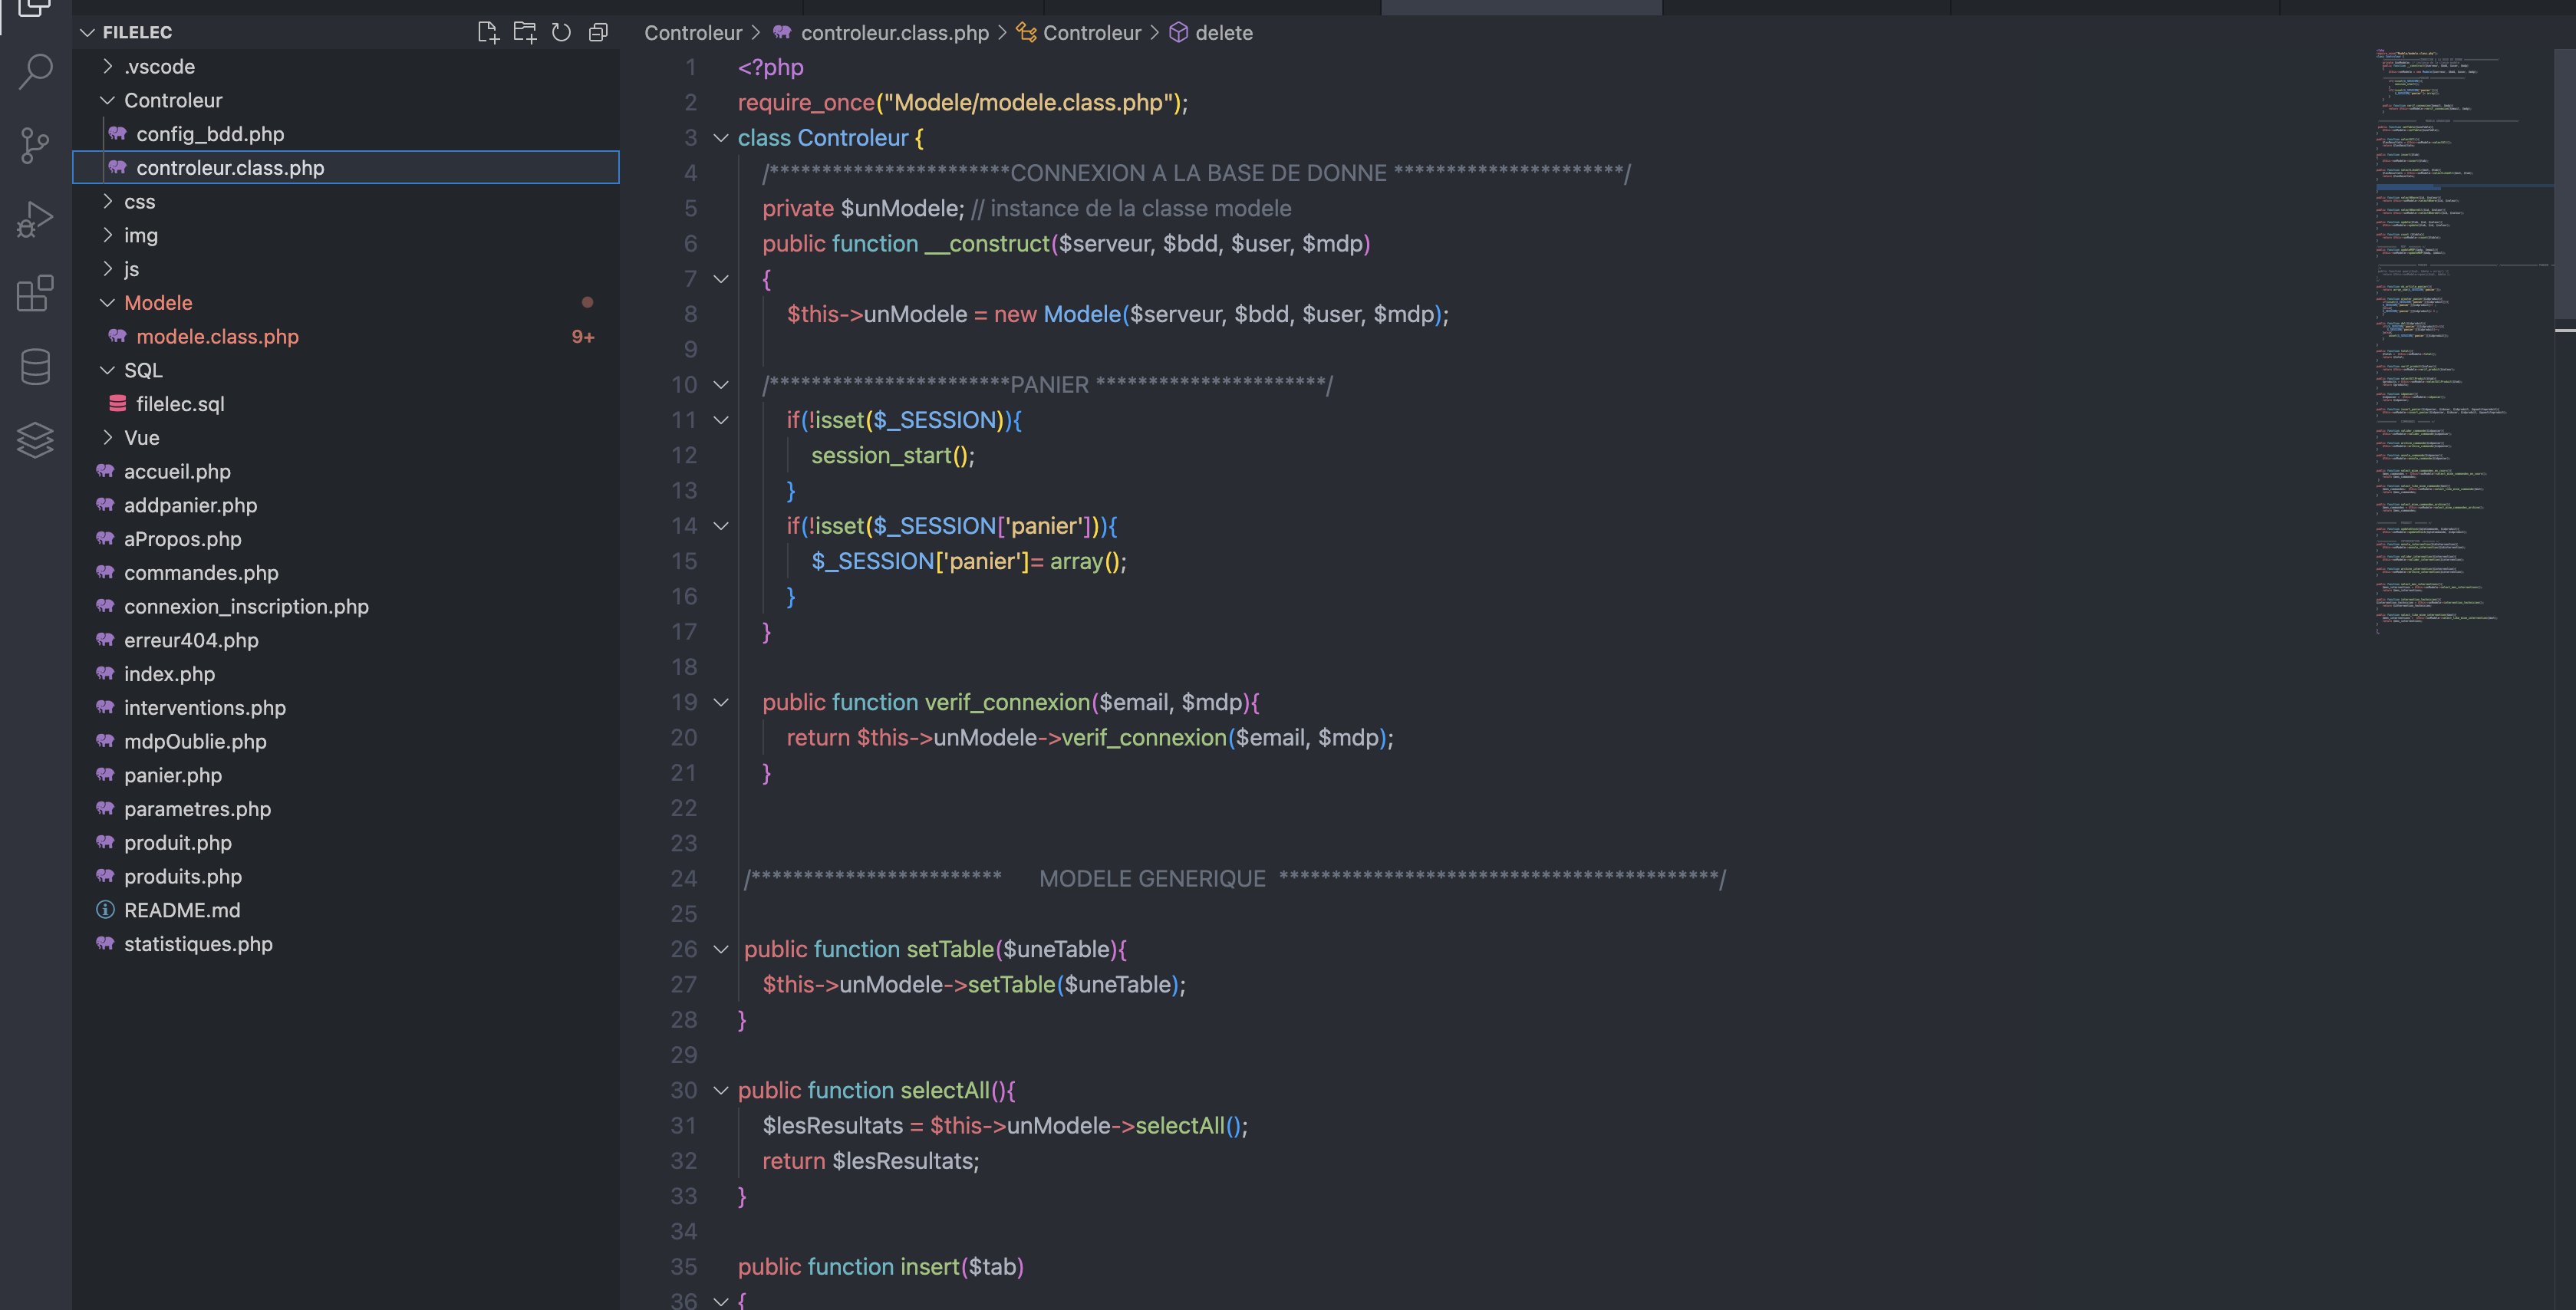 FILELEC
.vscode
Controleur
config_bdd.php
controleur.class.php
css
img
js
Modele
modele.class.php 9+
SQL
filelec.sql
Vue
accueil.php
addpanier.php
aPropos.php
commandes.php
connexion_inscription.php
erreur404.php
index.php
interventions.php
mdpOublie.php
panier.php
parametres.php
produit.php
produits.php
README.md
statistiques.php
Controleur > controleur.class.php > Controleur > delete
1 <?php
2 require_once("Modele/modele.class.php");
3 class Controleur {
4 /***********************CONNEXION A LA BASE DE DONNE **********************/
5 private $unModele; // instance de la classe modele
6 public function __construct($serveur, $bdd, $user, $mdp)
7 {
8 $this->unModele = new Modele($serveur, $bdd, $user, $mdp);
9
10 /***********************PANIER **********************/
11 if(!isset($_SESSION)){
12 session_start();
13 }
14 if(!isset($_SESSION['panier'])){
15 $_SESSION['panier']= array();
16 }
17 }
18
19 public function verif_connexion($email, $mdp){
20 return $this->unModele->verif_connexion($email, $mdp);
21 }
22
23
24 /************************ MODELE GENERIQUE ******************************************/
25
26 public function setTable($uneTable){
27 $this->unModele->setTable($uneTable);
28 }
29
30 public function selectAll(){
31 $lesResultats = $this->unModele->selectAll();
32 return $lesResultats;
33 }
34
35 public function insert($tab)
36 {